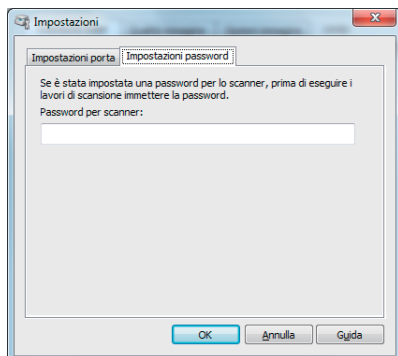 Impostazioni
Impostazioni porta Impostazioni password
Se è stata impostata una password per lo scanner, prima di eseguire i
lavori di scansione immettere la password.
Password per scanner:
OK Annulla Guida